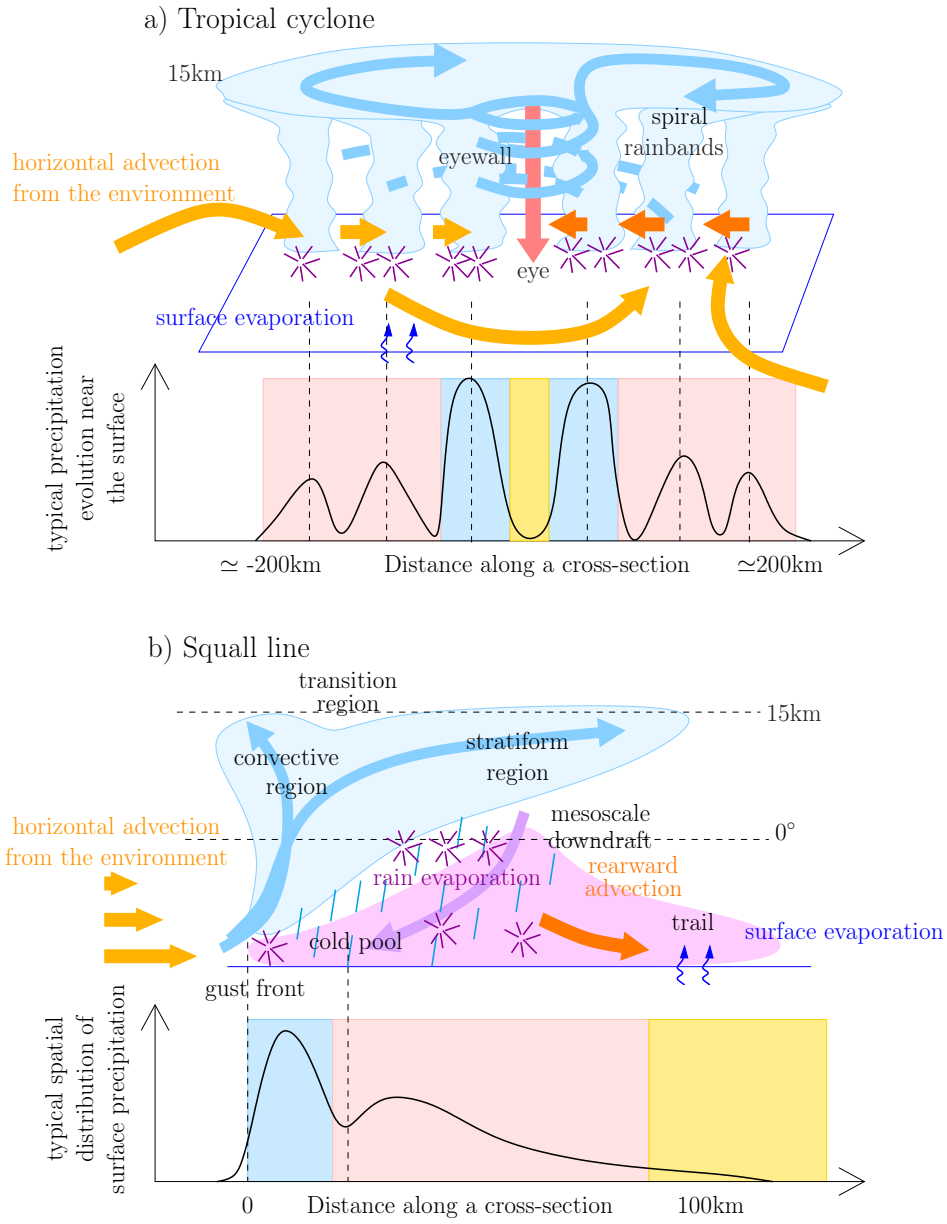 a) Tropical cyclone
15km
spiral
rainbands
eyewall
horizontal advection
from the environment
eye
surface evaporation
typical precipitation
evolution near
the surface
≃ -200km
Distance along a cross-section
≃200km
b) Squall line
transition
region
15km
convective
region
stratiform
region
mesoscale
downdraft
0°
horizontal advection
from the environment
rain evaporation
rearward
advection
cold pool
trail
surface evaporation
gust front
typical spatial
distribution of
surface precipitation
0
Distance along a cross-section
100km